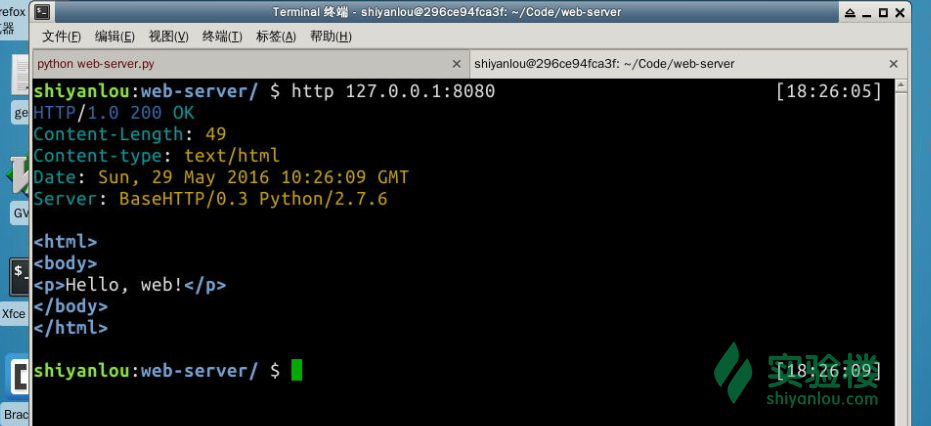 refox
Terminal 终端 - shiyanlou@296ce94fca3f: ~/Code/web-server
览器
文件(F) 编辑(E) 视图(V) 终端(T) 标签(A) 帮助(H)
python web-server.py
shiyanlou@296ce94fca3f: ~/Code/web-server
shiyanlou:web-server/ $ http 127.0.0.1:8080 [18:26:05]
HTTP/1.0 200 OK
ge
Content-Length: 49
Content-type: text/html
Date: Sun, 29 May 2016 10:26:09 GMT
Server: BaseHTTP/0.3 Python/2.7.6
GV
<html>
<body>
<p>Hello, web!</p>
</body>
Xfce
</html>
shiyanlou:web-server/ $ [18:26:09]
实验楼
shiyanlou.com
Brac